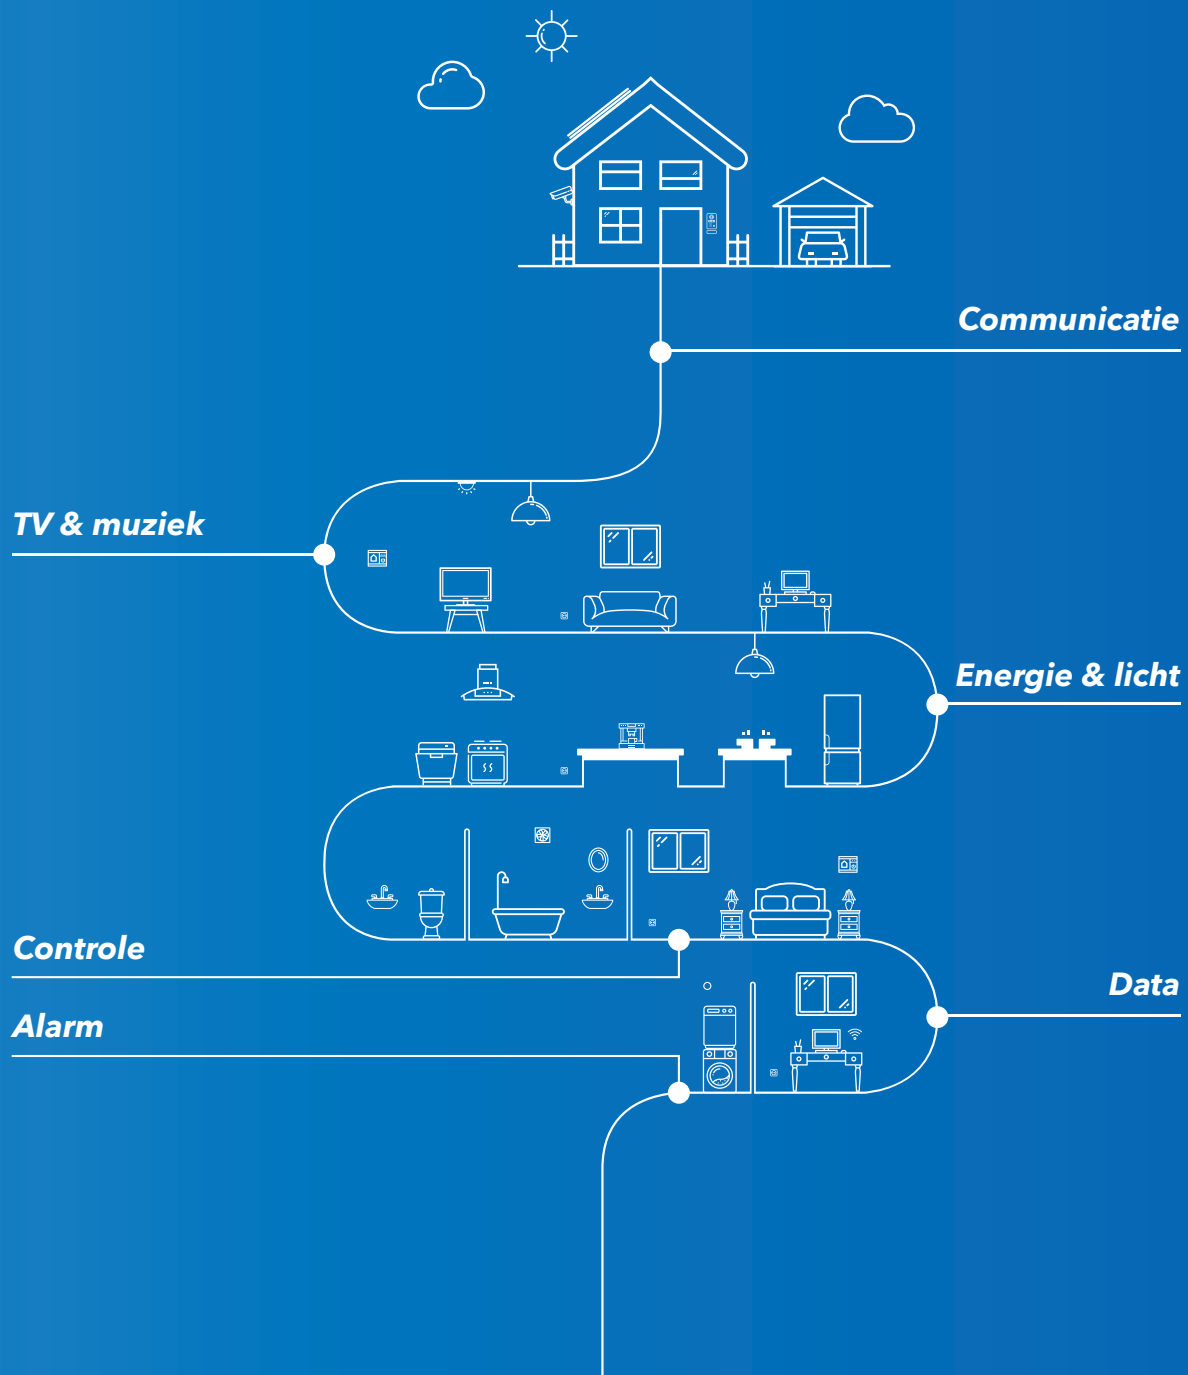 Communicatie
TV & muziek
Energie & licht
Controle
Data
Alarm